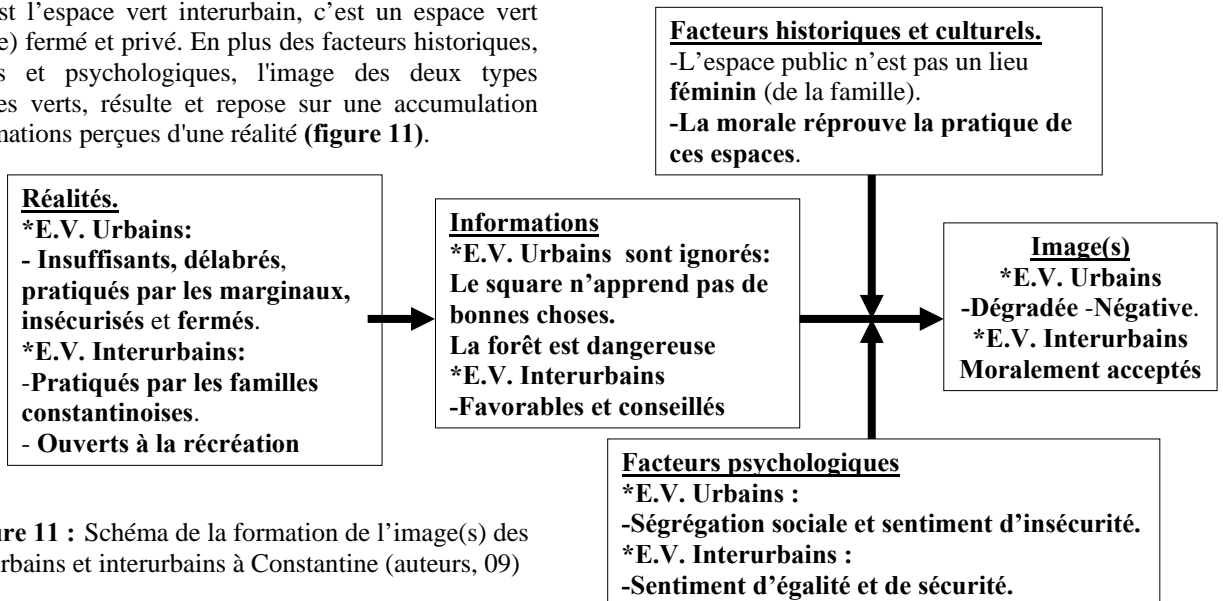 st l’espace vert interurbain, c’est un espace vert
e) fermé et privé. En plus des facteurs historiques,
s et psychologiques, l'image des deux types
es verts, résulte et repose sur une accumulation
mations perçues d'une réalité (figure 11).
Facteurs historiques et culturels.
-L’espace public n’est pas un lieu
féminin (de la famille).
-La morale réprouve la pratique de
ces espaces.
Réalités.
*E.V. Urbains:
- Insuffisants, délabrés,
pratiqués par les marginaux,
insécurisés et fermés.
*E.V. Interurbains:
-Pratiqués par les familles
constantinoises.
- Ouverts à la récréation
Informations
*E.V. Urbains sont ignorés:
Le square n’apprend pas de
bonnes choses.
La forêt est dangereuse
*E.V. Interurbains
-Favorables et conseillés
Image(s)
*E.V. Urbains
-Dégradée -Négative.
*E.V. Interurbains
Moralement acceptés
Facteurs psychologiques
*E.V. Urbains :
-Ségrégation sociale et sentiment d’insécurité.
*E.V. Interurbains :
-Sentiment d’égalité et de sécurité.
ure 11 : Schéma de la formation de l’image(s) des
rbains et interurbains à Constantine (auteurs, 09)